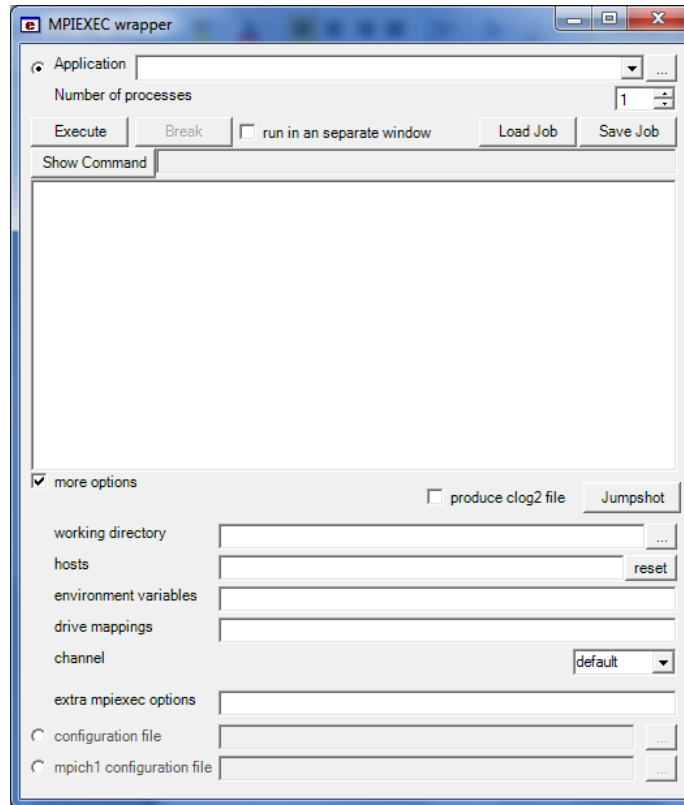 MPIEXEC wrapper
Application
...
Number of processes
1
Execute Break run in an separate window Load Job Save Job
Show Command
more options
produce clog2 file Jumpshot
working directory ...
hosts reset
environment variables
drive mappings
channel default
extra mpiexec options
configuration file ...
mpich1 configuration file ...